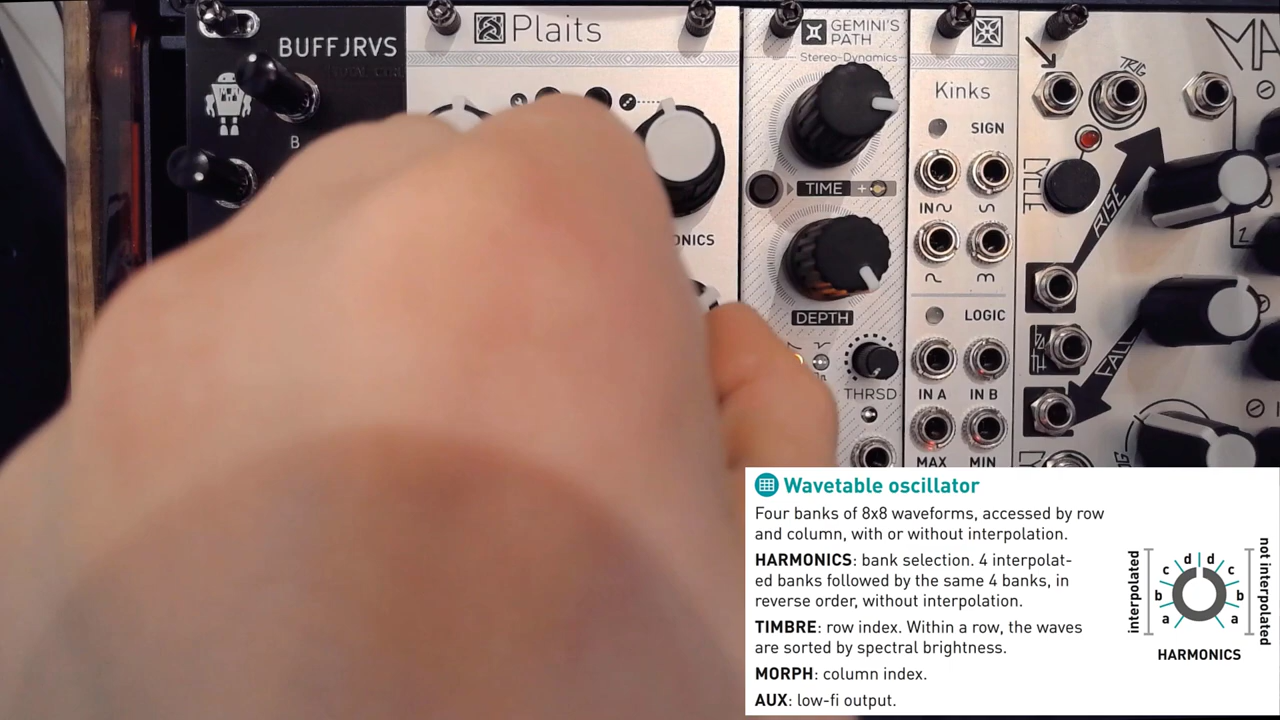 BUFFJRVS
B
Plaits
ONICS
GEMINI'S
PATH
Stereo-Dynamics
TIME +
DEPTH
THRSD
Kinks
SIGN
IN
LOGIC
IN A
IN B
MAX
MIN
TRIG
CYCLE
RISE
FALL
MA
Wavetable oscillator
Four banks of 8x8 waveforms, accessed by row
and column, with or without interpolation.
HARMONICS: bank selection. 4 interpolat-
ed banks followed by the same 4 banks, in
reverse order, without interpolation.
TIMBRE: row index. Within a row, the waves
are sorted by spectral brightness.
MORPH: column index.
AUX: low-fi output.
interpolated
a b c d d c b a
not interpolated
HARMONICS